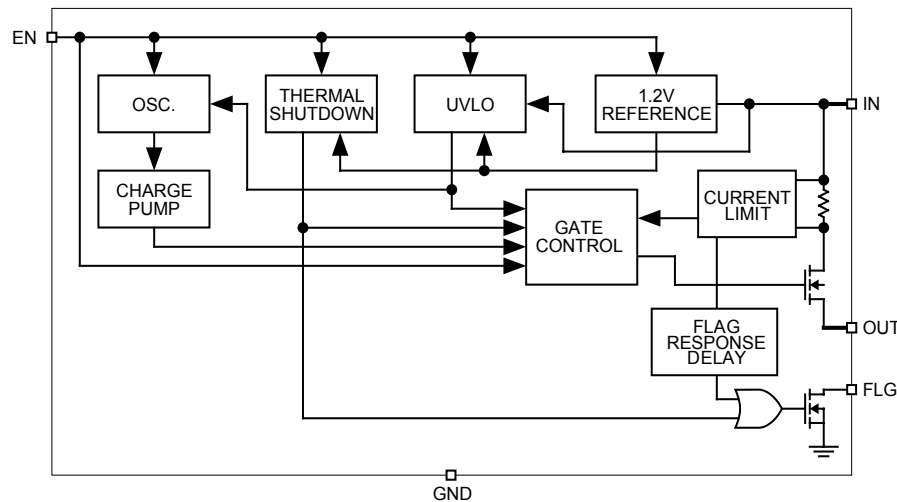 EN
OSC.
THERMAL
SHUTDOWN
UVLO
1.2V
REFERENCE
IN
CHARGE
PUMP
GATE
CONTROL
CURRENT
LIMIT
OUT
FLAG
RESPONSE
DELAY
FLG
GND